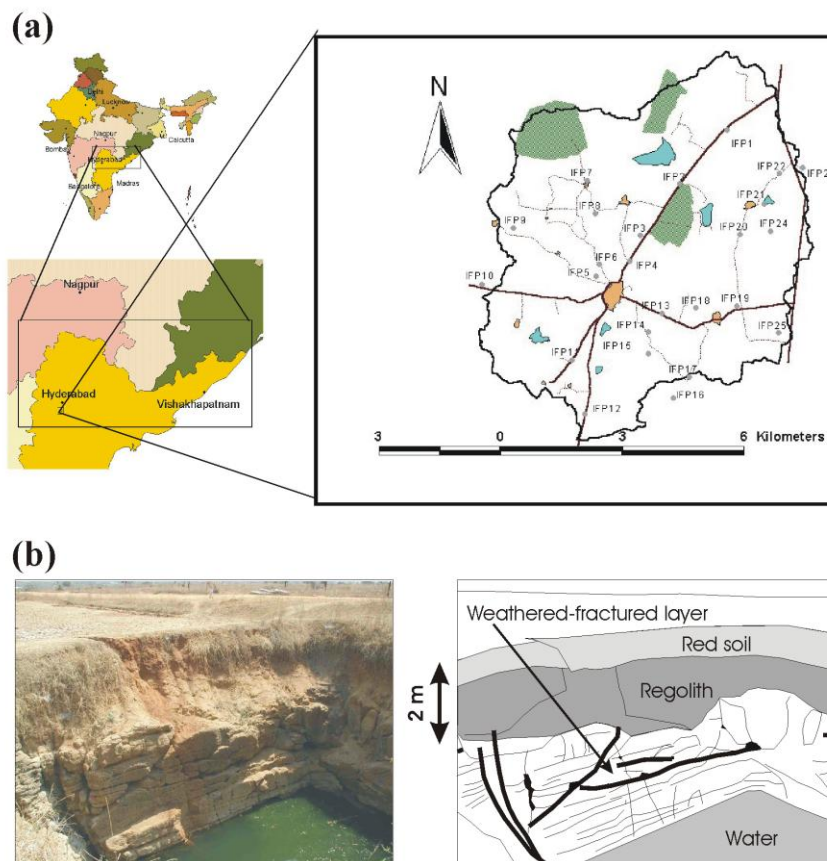 (a)
Delhi
Lucknow
Nagpur
Calcutta
Bomba
Hyderabad
Bangalore
Madras
Nagpur
Hyderabad
Vishakhapatnam
N
IFP1
IFP7
IFP2
IFP22
IFP2
IFP21
IFP8
IFP9
IFP3
IFP20
IFP24
IFP6
IFP4
IFP5
IFP10
IFP18
IFP19
IFP13
IFP14
IFP25
IFP15
IFP17
IFP16
IFP12
3 0 3 6 Kilometers
(b)
Weathered-fractured layer
Red soil
Regolith
2 m
Water